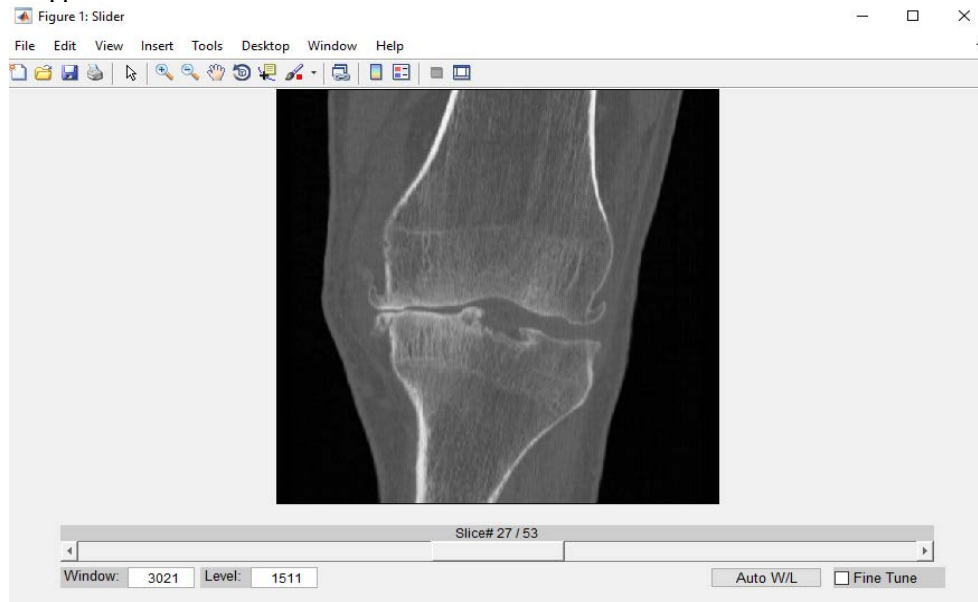 Figure 1: Slider
File Edit View Insert Tools Desktop Window Help
Slice# 27 / 53
Window: 3021 Level: 1511 Auto W/L Fine Tune